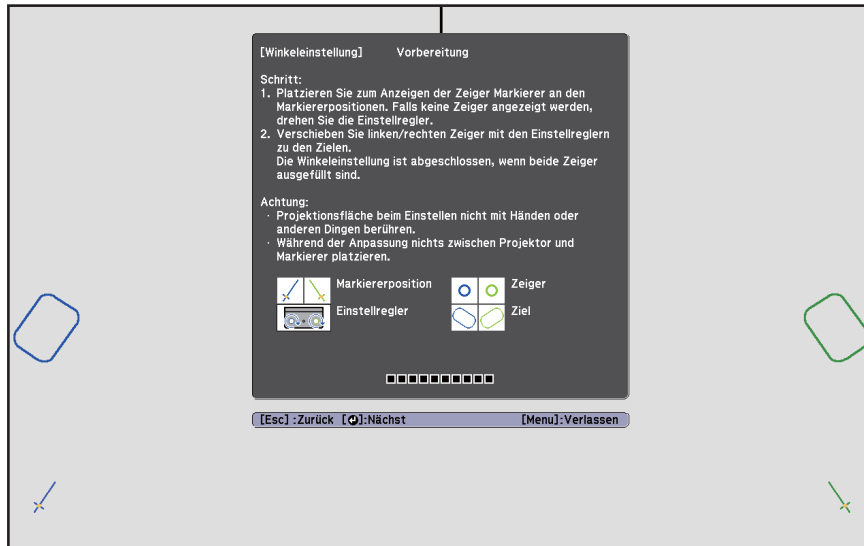 [Winkeleinstellung] Vorbereitung
Schritt:
1. Platzieren Sie zum Anzeigen der Zeiger Markierer an den
Markiererpositionen. Falls keine Zeiger angezeigt werden,
drehen Sie die Einstellregler.
2. Verschieben Sie linken/rechten Zeiger mit den Einstellreglern
zu den Zielen.
Die Winkeleinstellung ist abgeschlossen, wenn beide Zeiger
ausgefüllt sind.
Achtung:
· Projektionsfläche beim Einstellen nicht mit Händen oder
anderen Dingen berühren.
· Während der Anpassung nichts zwischen Projektor und
Markierer platzieren.
Markiererposition Zeiger
Einstellregler Ziel
[Esc] :Zurück [⏎]:Nächst [Menu]:Verlassen